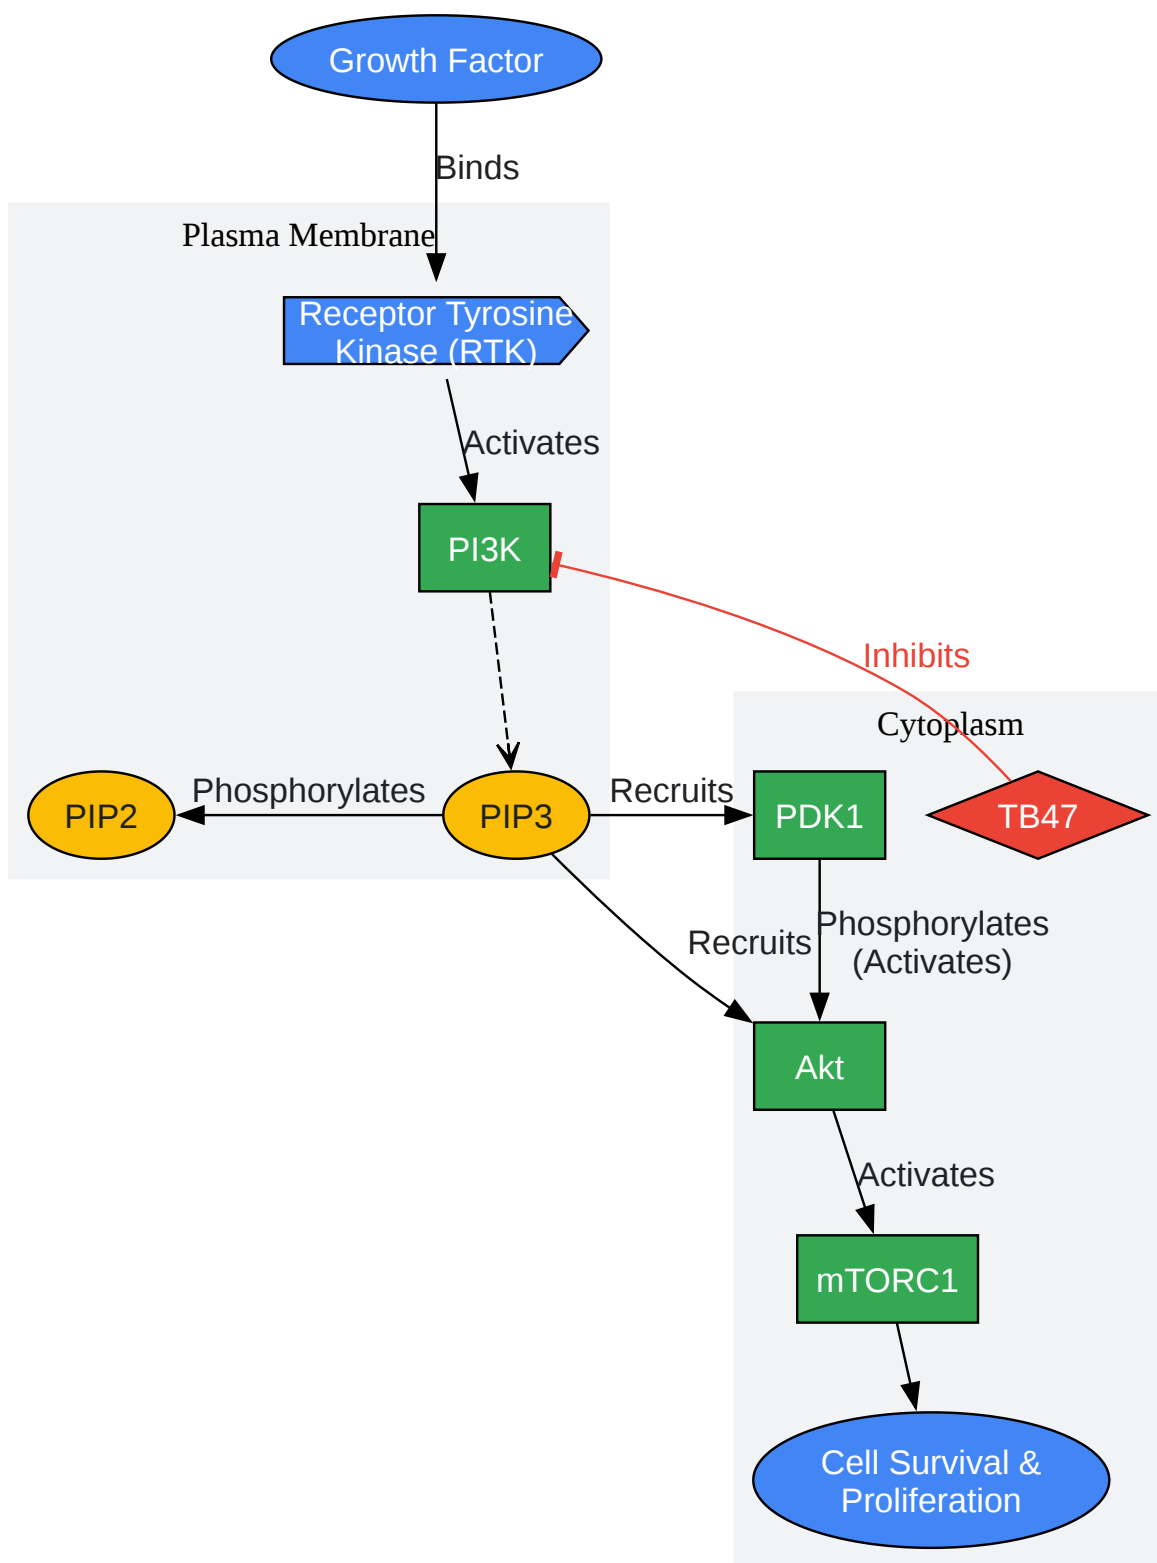 Growth Factor
Binds
Plasma Membrane
Receptor Tyrosine
Kinase (RTK)
Activates
PI3K
Inhibits
Cytoplasm
PIP2
Phosphorylates
PIP3
Recruits
PDK1
TB47
Recruits
Phosphorylates
(Activates)
Akt
Activates
mTORC1
Cell Survival &
Proliferation